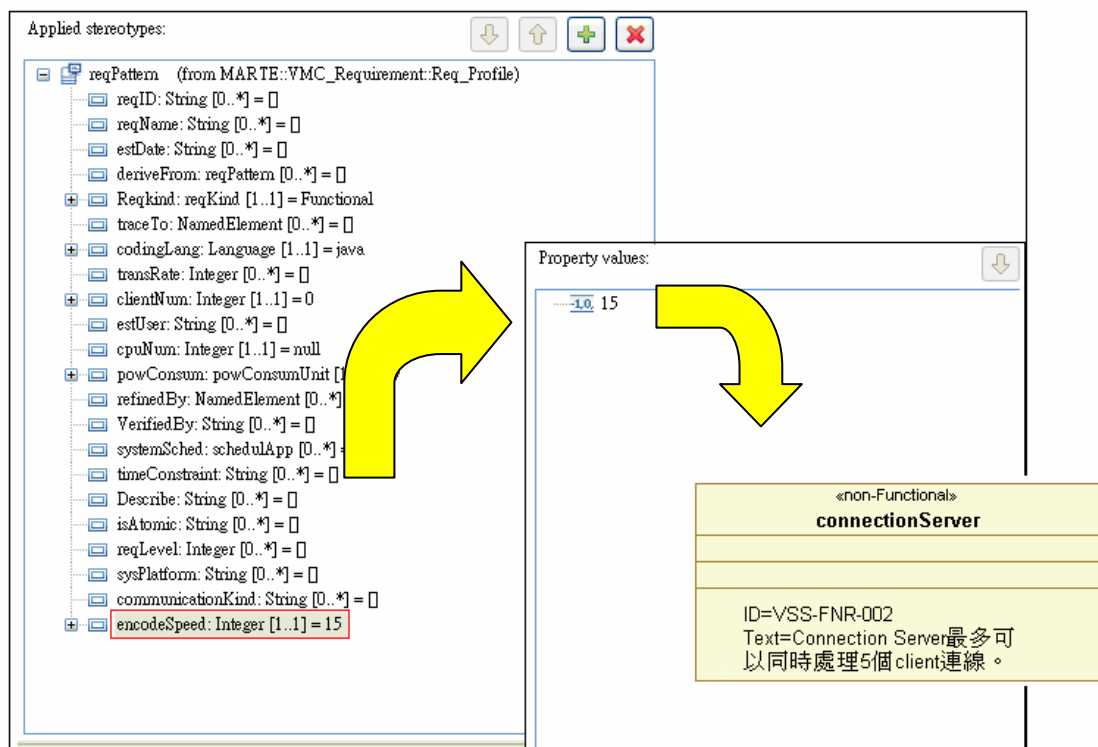 Applied stereotypes:
reqPattern (from MARTE::VMC_Requirement::Req_Profile)
reqID: String [0..*] = []
reqName: String [0..*] = []
estDate: String [0..*] = []
deriveFrom: reqPattern [0..*] = []
Reqkind: reqKind [1..1] = Functional
traceTo: NamedElement [0..*] = []
codingLang: Language [1..1] = java
transRate: Integer [0..*] = []
clientNum: Integer [1..1] = 0
estUser: String [0..*] = []
cpuNum: Integer [1..1] = null
powConsum: powConsumUnit [1
refinedBy: NamedElement [0..*]
VerifiedBy: String [0..*] = []
systemSched: schedulApp [0..*] =
timeConstraint: String [0..*] = []
Describe: String [0..*] = []
isAtomic: String [0..*] = []
reqLevel: Integer [0..*] = []
sysPlatform: String [0..*] = []
communicationKind: String [0..*] = []
encodeSpeed: Integer [1..1] = 15
Property values:
-1,0, 15
«non-Functional»
connectionServer
ID=VSS-FNR-002
Text=Connection Server最多可
以同時處理5個client連線。